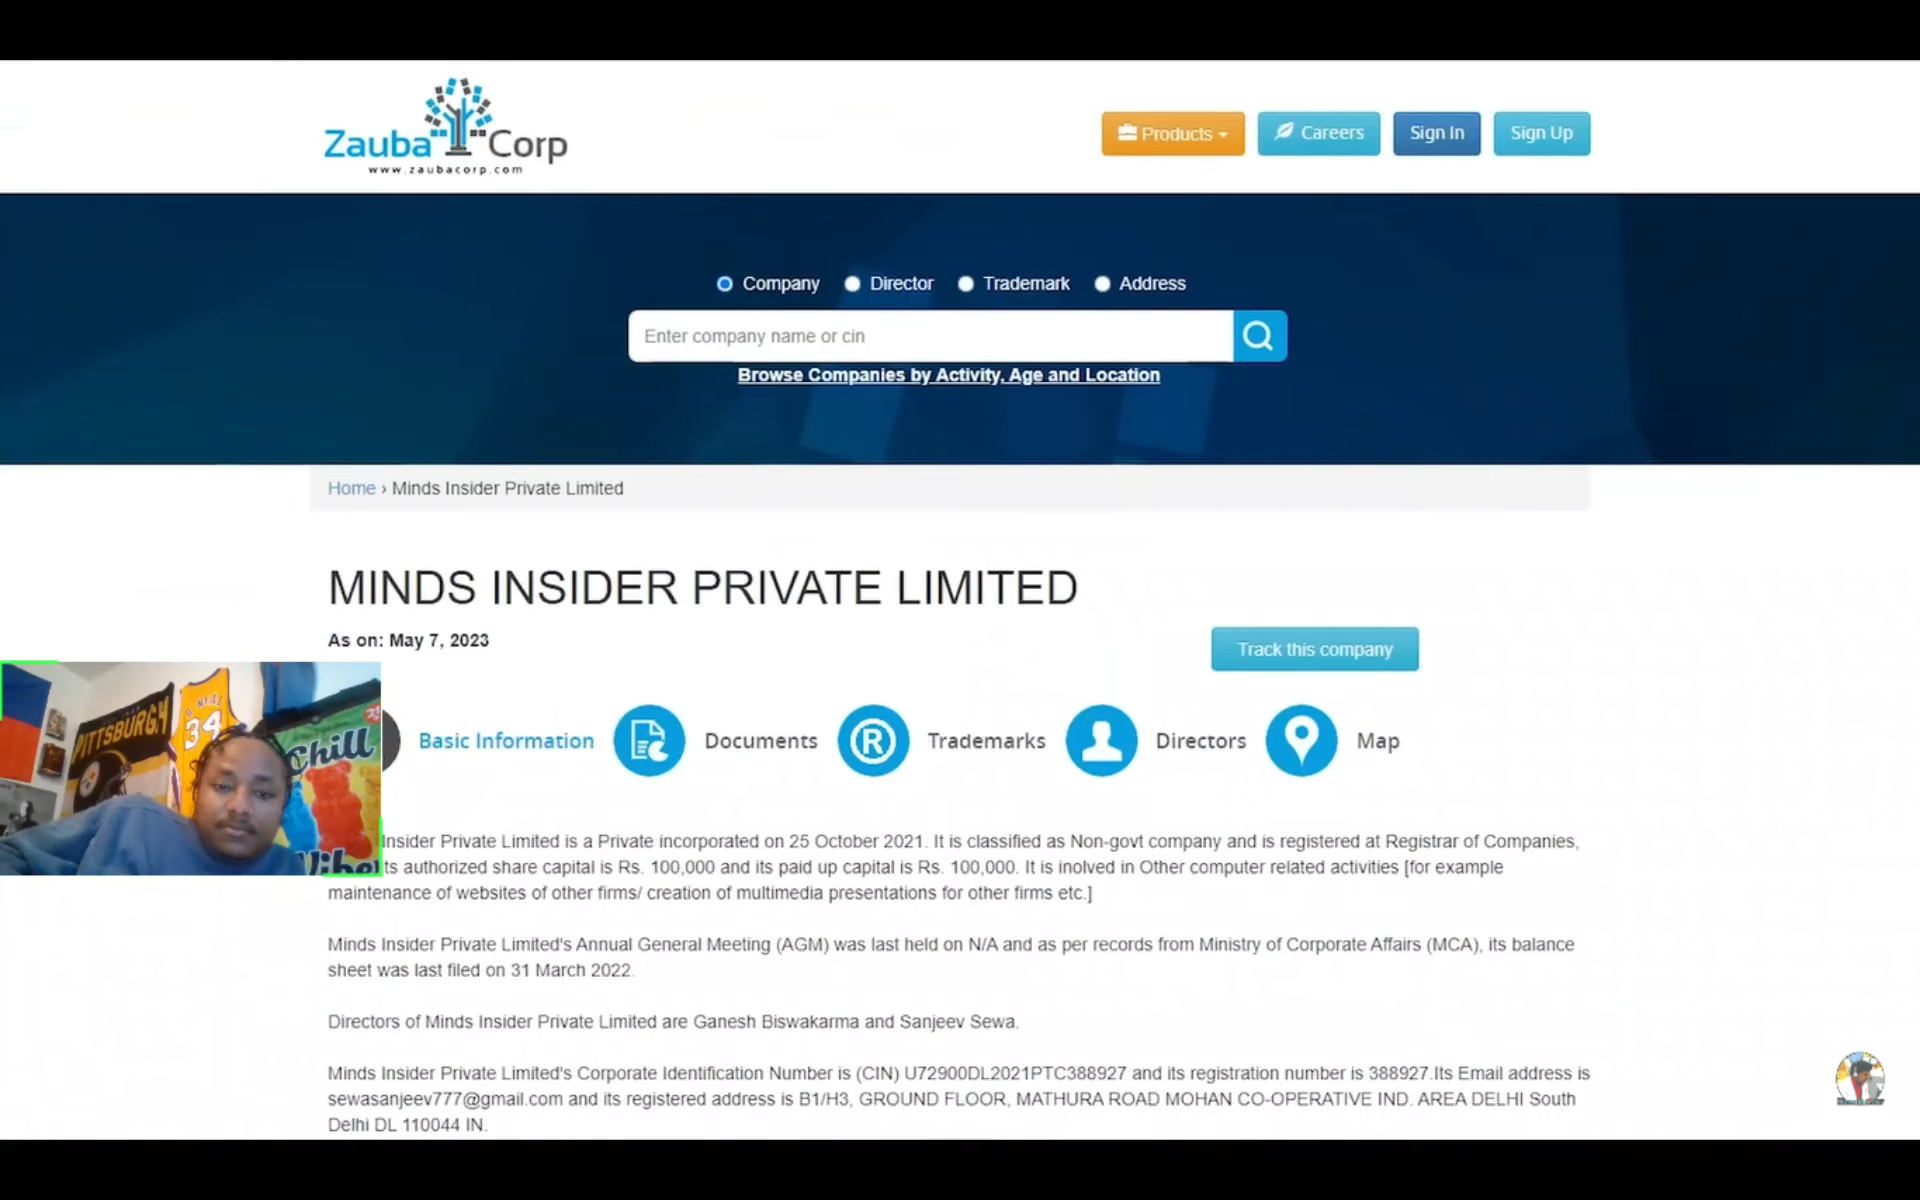 Zauba Corp
www.zaubacorp.com
Products
Careers
Sign In
Sign Up
Company
Director
Trademark
Address
Enter company name or cin
Browse Companies by Activity, Age and Location
Home › Minds Insider Private Limited
MINDS INSIDER PRIVATE LIMITED
As on: May 7, 2023
Track this company
PITTSBURGH
34
Chill
Basic Information
Documents
R
Trademarks
Directors
Map
Insider Private Limited is a Private incorporated on 25 October 2021. It is classified as Non-govt company and is registered at Registrar of Companies,
ts authorized share capital is Rs. 100,000 and its paid up capital is Rs. 100,000. It is inolved in Other computer related activities [for example
maintenance of websites of other firms/ creation of multimedia presentations for other firms etc.]
Minds Insider Private Limited's Annual General Meeting (AGM) was last held on N/A and as per records from Ministry of Corporate Affairs (MCA), its balance
sheet was last filed on 31 March 2022.
Directors of Minds Insider Private Limited are Ganesh Biswakarma and Sanjeev Sewa.
Minds Insider Private Limited's Corporate Identification Number is (CIN) U72900DL2021PTC388927 and its registration number is 388927.Its Email address is
sewasanjeev777@gmail.com and its registered address is B1/H3, GROUND FLOOR, MATHURA ROAD MOHAN CO-OPERATIVE IND. AREA DELHI South
Delhi DL 110044 IN.